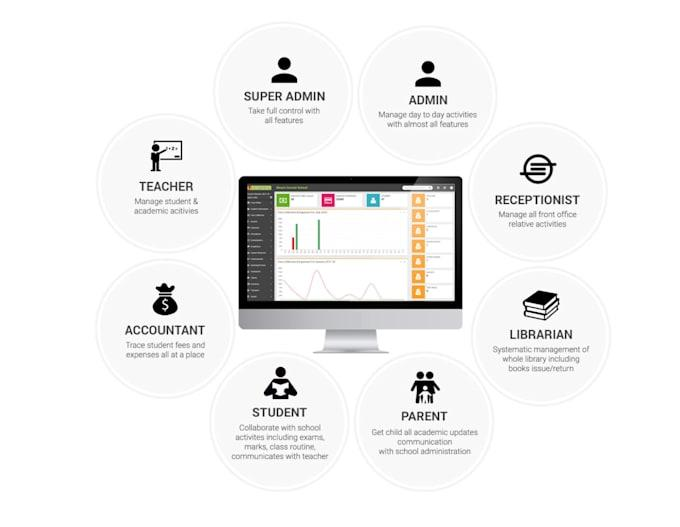 SUPER ADMIN
Take full control with
all features
ADMIN
Manage day to day activities
with almost all features
TEACHER
Manage student &
academic acitivies
RECEPTIONIST
Manage all front office
relative activities
ACCOUNTANT
Trace student fees and
expenses all at a place
LIBRARIAN
Systematic management of
whole library including
books issue/return
STUDENT
Collaborate with school
activites including exams,
marks, class routine,
communicates with teacher
PARENT
Get child all academic updates
communication
with school administration